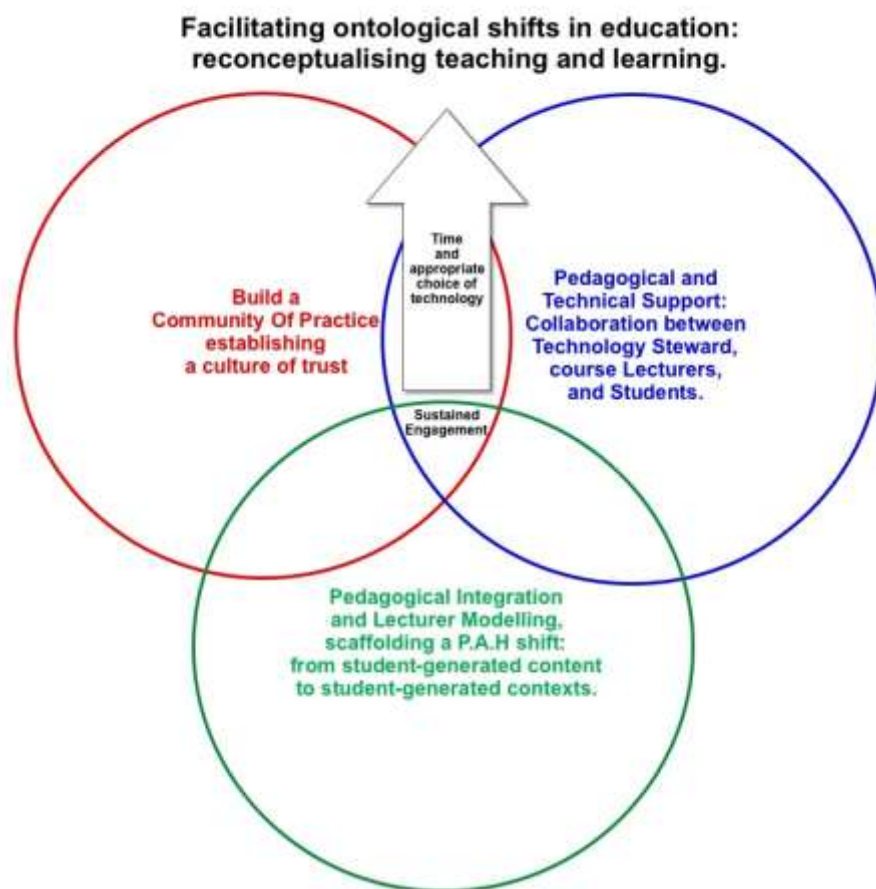 Facilitating ontological shifts in education:
reconceptualising teaching and learning.
Time
and
appropriate
choice of
technology
Build a
Community Of Practice
establishing
a culture of trust
Pedagogical and
Technical Support:
Collaboration between
Technology Steward,
course Lecturers,
and Students.
Sustained
Engagement
Pedagogical Integration
and Lecturer Modelling,
scaffolding a P.A.H shift:
from student-generated content
to student-generated contexts.